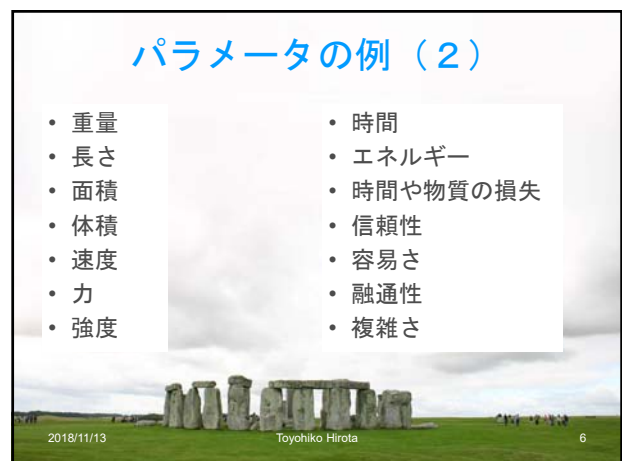 パラメータの例（２）
• 重量
• 長さ
• 面積
• 体積
• 速度
• 力
• 強度
• 時間
• エネルギー
• 時間や物質の損失
• 信頼性
• 容易さ
• 融通性
• 複雑さ
2018/11/13
Toyohiko Hirota
6